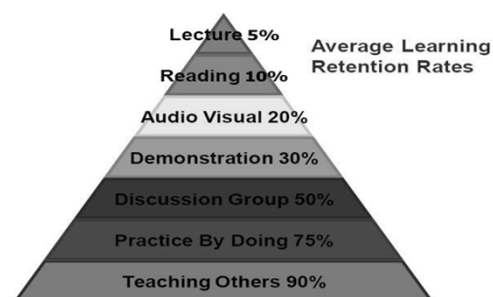 Lecture 5%
Average Learning
Retention Rates
Reading 10%
Audio Visual 20%
Demonstration 30%
Discussion Group 50%
Practice By Doing 75%
Teaching Others 90%